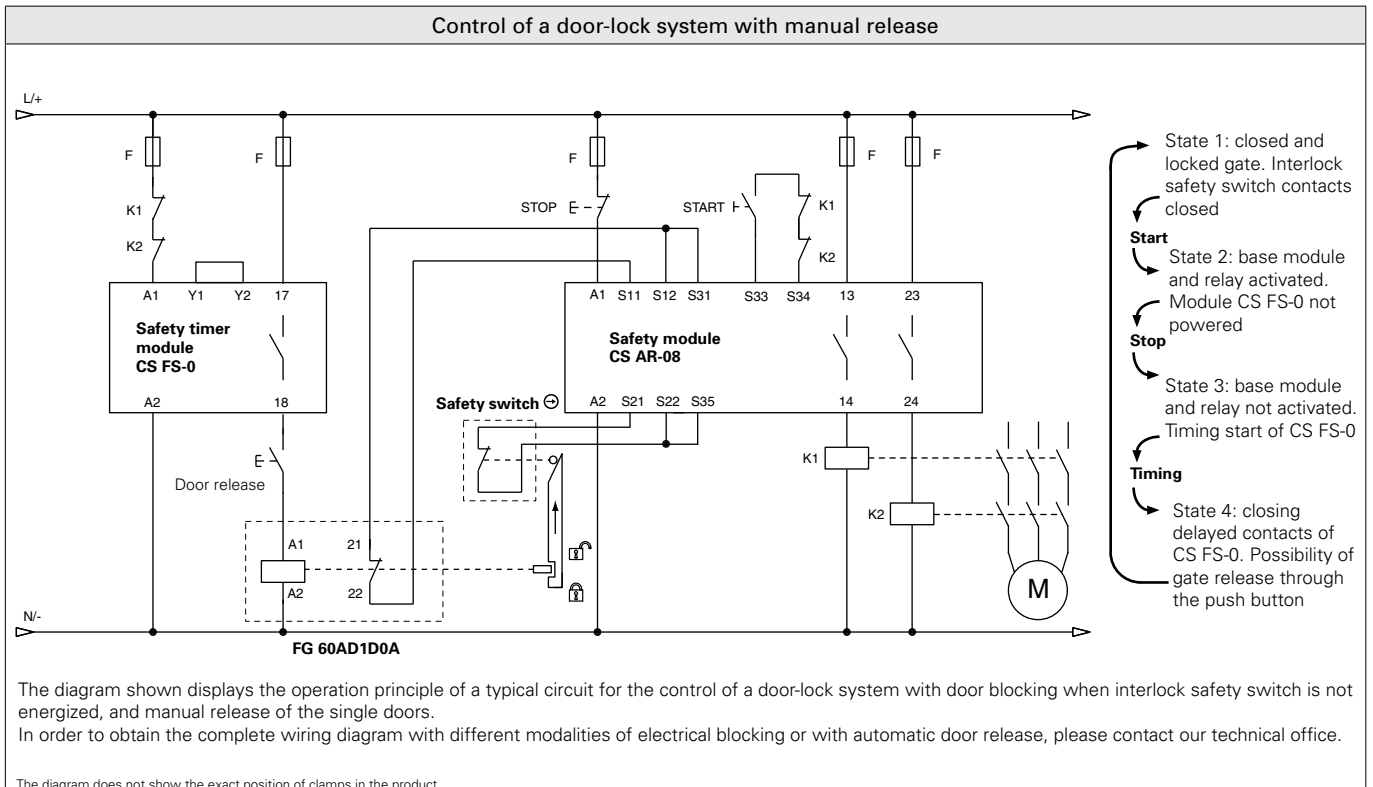 Control of a door-lock system with manual release
L/+
F
F
F
F
F
K1
K2
STOP
START
K1
K2
A1 Y1 Y2 17
Safety timer
module
CS FS-0
A2 18
A1 S11 S12 S31 S33 S34 13 23
Safety module
CS AR-08
A2 S21 S22 S35 14 24
Safety switch
Door release
A1 21
A2 22
FG 60AD1D0A
K1
K2
M
N/-
State 1: closed and
locked gate. Interlock
safety switch contacts
closed
Start
State 2: base module
and relay activated.
Module CS FS-0 not
powered
Stop
State 3: base module
and relay not activated.
Timing start of CS FS-0
Timing
State 4: closing
delayed contacts of
CS FS-0. Possibility of
gate release through
the push button
The diagram shown displays the operation principle of a typical circuit for the control of a door-lock system with door blocking when interlock safety switch is not
energized, and manual release of the single doors.
In order to obtain the complete wiring diagram with different modalities of electrical blocking or with automatic door release, please contact our technical office.
The diagram does not show the exact position of clamps in the product